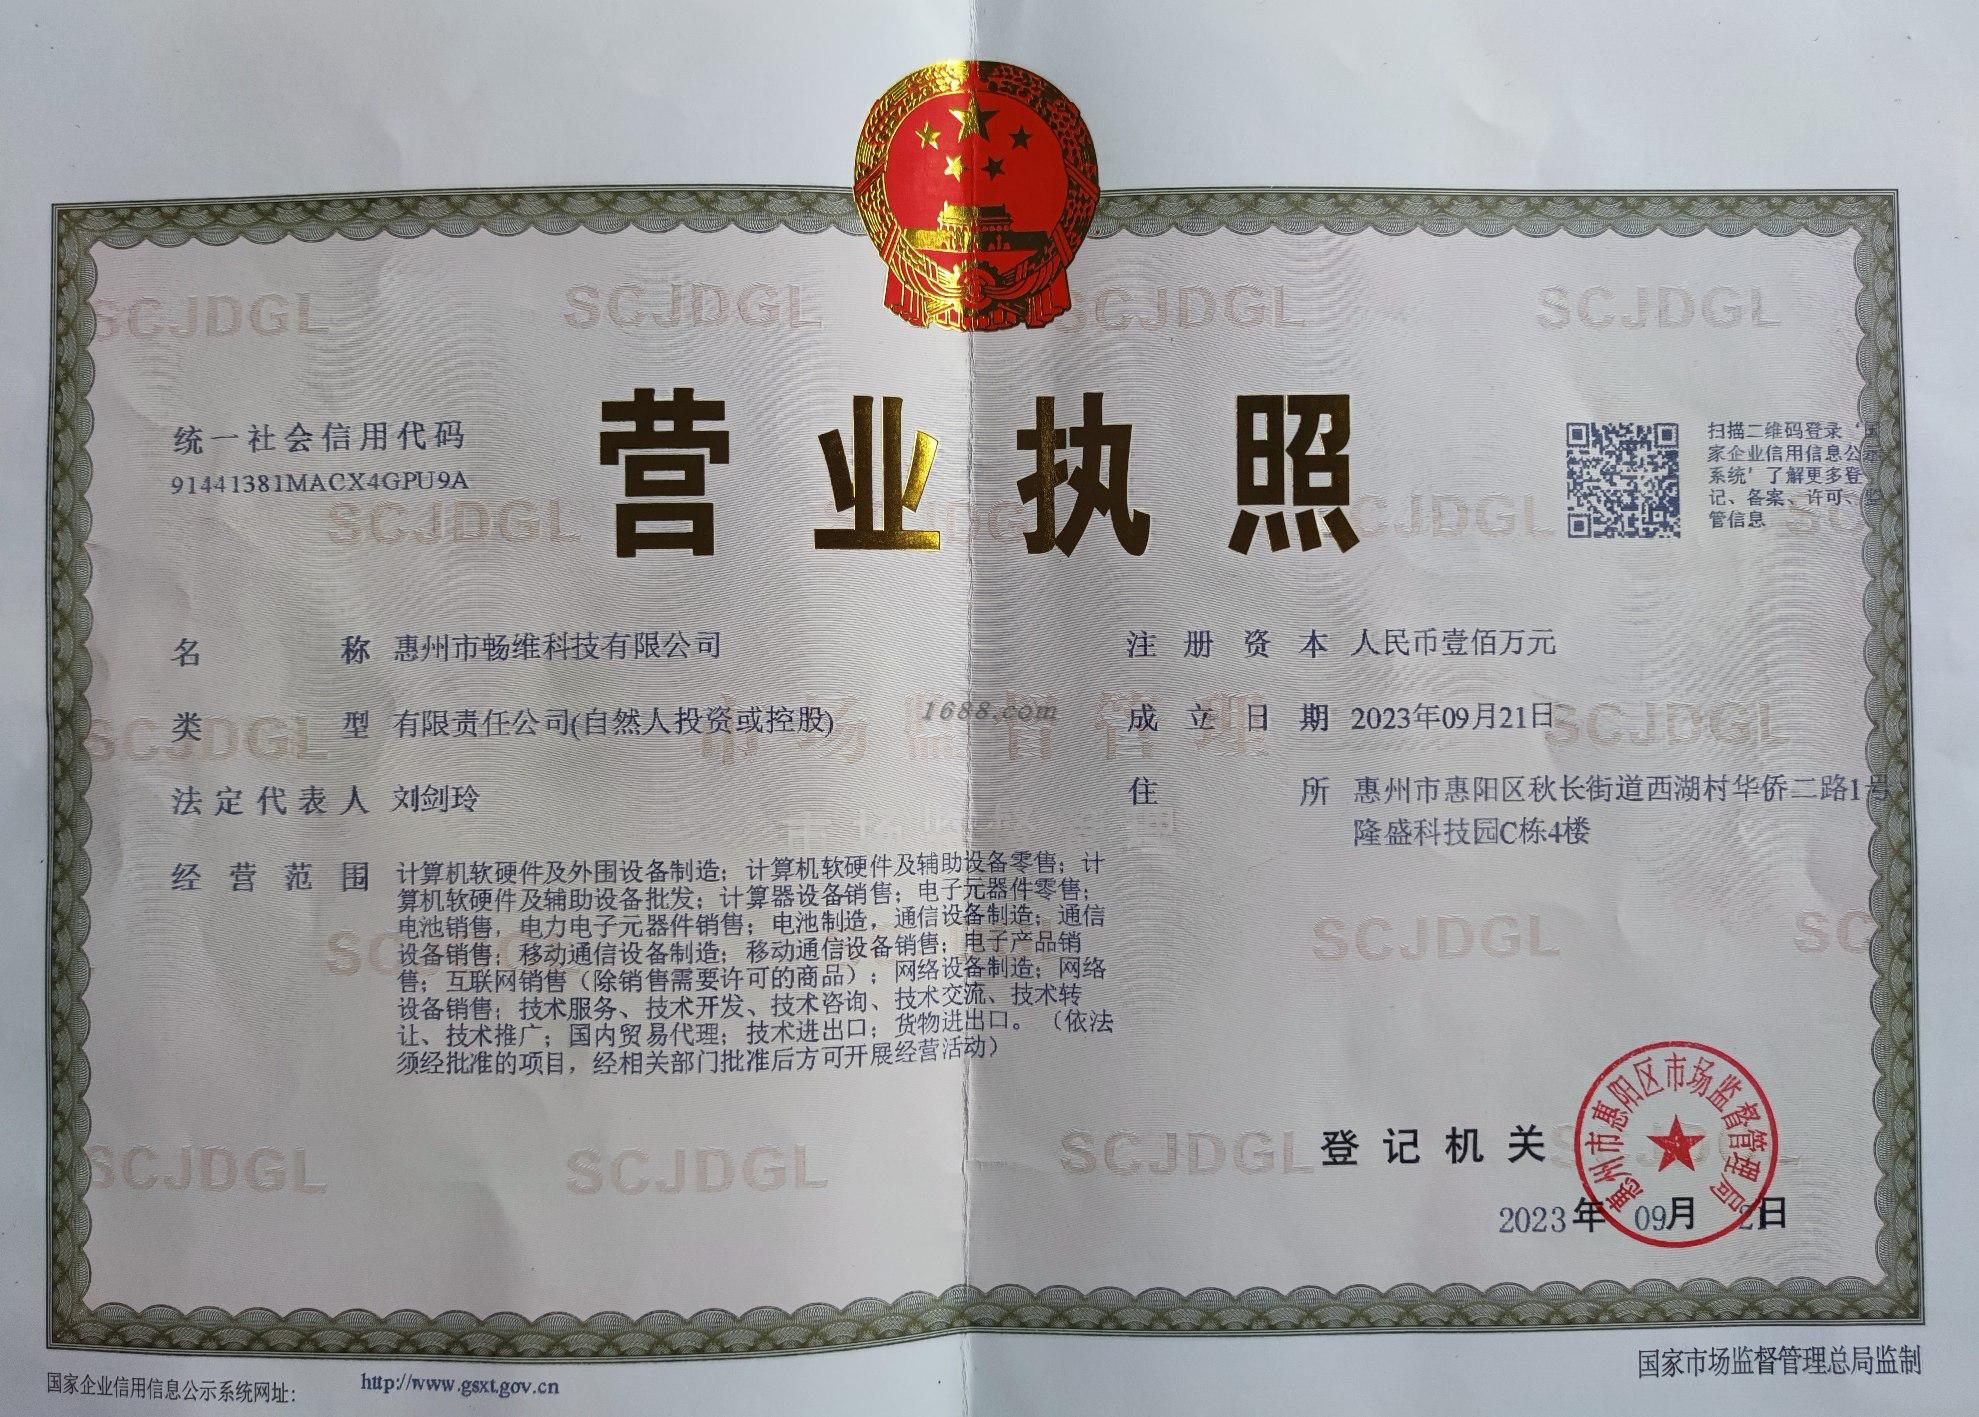 营业执照
统一社会信用代码
91441381MACX4GPU9A
扫描二维码登录‘国
家企业信用信息公示
系统’了解更多登
记、备案、许可、监
管信息
名称 惠州市畅维科技有限公司
类型 有限责任公司(自然人投资或控股)
法定代表人 刘剑玲
经营范围 计算机软硬件及外围设备制造；计算机软硬件及辅助设备零售；计
算机软硬件及辅助设备批发；计算器设备销售；电子元器件零售；
电池销售，电力电子元器件销售；电池制造，通信设备制造；通信
设备销售；移动通信设备制造；移动通信设备销售；电子产品销
售；互联网销售（除销售需要许可的商品）；网络设备制造；网络
设备销售；技术服务、技术开发、技术咨询、技术交流、技术转
让、技术推广；国内贸易代理；技术进出口；货物进出口。（依法
须经批准的项目，经相关部门批准后方可开展经营活动）
注册资本 人民币壹佰万元
成立日期 2023年09月21日
住所 惠州市惠阳区秋长街道西湖村华侨二路1号
隆盛科技园C栋4楼
1688.com
市场监督管理
SCJDGL SCJDGL SCJDGL SCJDGL
SCJDGL SCJDGL
SCJDGL SCJDGL
SCJDGL
SCJDGL SCJDGL SCJDGL
登记机关
惠州市惠阳区市场监督管理局
2023年09月 日
国家企业信用信息公示系统网址： http://www.gsxt.gov.cn
国家市场监督管理总局监制